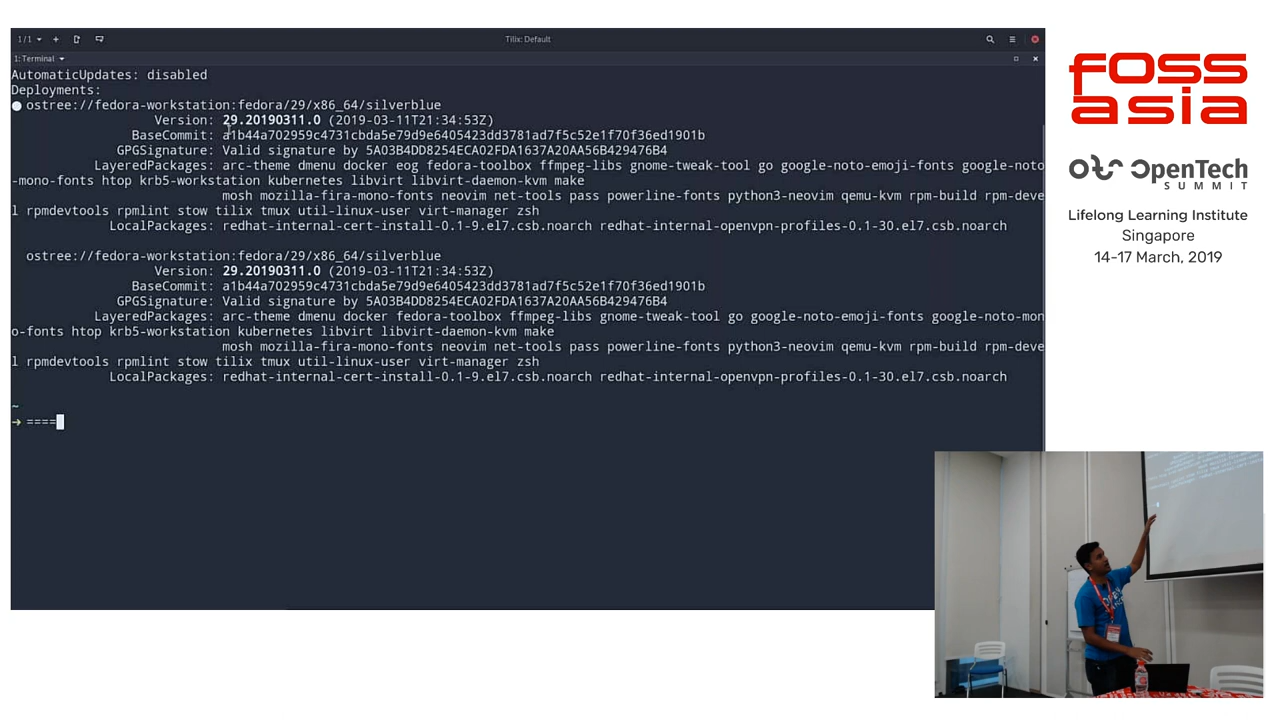 1/1
Tilix: Default
1: Terminal
AutomaticUpdates: disabled
Deployments:
ostree://fedora-workstation:fedora/29/x86_64/silverblue
Version: 29.20190311.0 (2019-03-11T21:34:53Z)
BaseCommit: a1b44a702959c4731cbda5e79d9e6405423dd3781ad7f5c52e1f70f36ed1901b
GPGSignature: Valid signature by 5A03B4DD8254ECA02FDA1637A20AA56B429476B4
LayeredPackages: arc-theme dmenu docker eog fedora-toolbox ffmpeg-libs gnome-tweak-tool go google-noto-emoji-fonts google-noto
-mono-fonts htop krb5-workstation kubernetes libvirt libvirt-daemon-kvm make
mosh mozilla-fira-mono-fonts neovim net-tools pass powerline-fonts python3-neovim qemu-kvm rpm-build rpm-deve
l rpmdevtools rpmlint stow tilix tmux util-linux-user virt-manager zsh
LocalPackages: redhat-internal-cert-install-0.1-9.el7.csb.noarch redhat-internal-openvpn-profiles-0.1-30.el7.csb.noarch
ostree://fedora-workstation:fedora/29/x86_64/silverblue
Version: 29.20190311.0 (2019-03-11T21:34:53Z)
BaseCommit: a1b44a702959c4731cbda5e79d9e6405423dd3781ad7f5c52e1f70f36ed1901b
GPGSignature: Valid signature by 5A03B4DD8254ECA02FDA1637A20AA56B429476B4
LayeredPackages: arc-theme dmenu docker fedora-toolbox ffmpeg-libs gnome-tweak-tool go google-noto-emoji-fonts google-noto-mon
o-fonts htop krb5-workstation kubernetes libvirt libvirt-daemon-kvm make
mosh mozilla-fira-mono-fonts neovim net-tools pass powerline-fonts python3-neovim qemu-kvm rpm-build rpm-deve
l rpmdevtools rpmlint stow tilix tmux util-linux-user virt-manager zsh
LocalPackages: redhat-internal-cert-install-0.1-9.el7.csb.noarch redhat-internal-openvpn-profiles-0.1-30.el7.csb.noarch
~
➜ ====
FOSS
ASIA
OpenTech
SUMMIT
Lifelong Learning Institute
Singapore
14-17 March, 2019